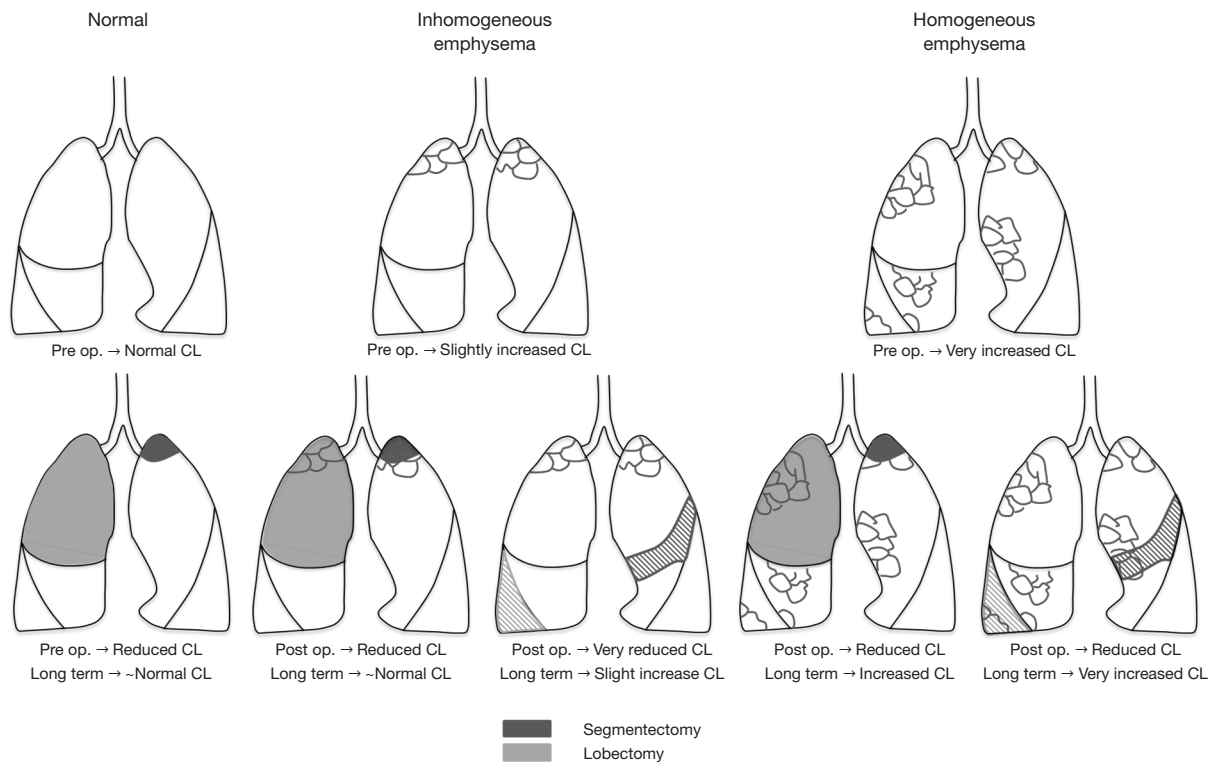 Normal
Inhomogeneous
emphysema
Homogeneous
emphysema
Pre op. → Normal CL
Pre op. → Slightly increased CL
Pre op. → Very increased CL
Pre op. → Reduced CL
Long term → ~Normal CL
Post op. → Reduced CL
Long term → ~Normal CL
Post op. → Very reduced CL
Long term → Slight increase CL
Post op. → Reduced CL
Long term → Increased CL
Post op. → Reduced CL
Long term → Very increased CL
Segmentectomy
Lobectomy